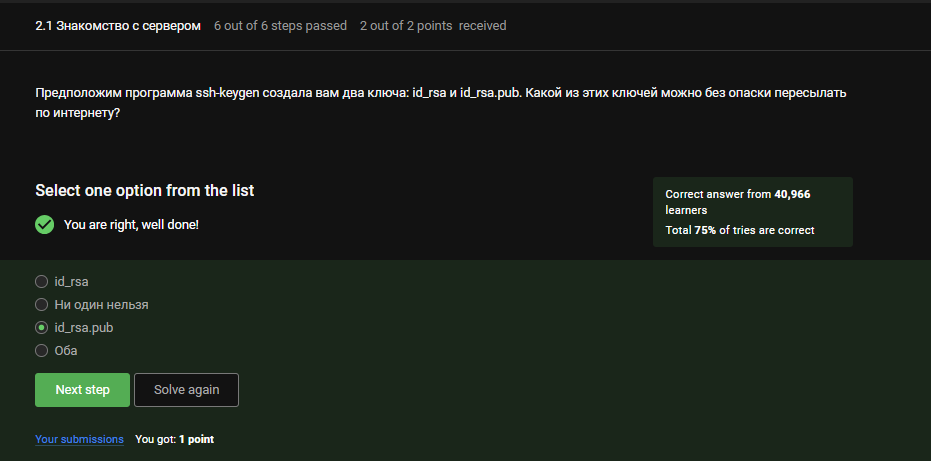 2.1 Знакомство с сервером 6 out of 6 steps passed 2 out of 2 points received
Предположим программа ssh-keygen создала вам два ключа: id_rsa и id_rsa.pub. Какой из этих ключей можно без опаски пересылать
по интернету?
Select one option from the list
You are right, well done!
Correct answer from 40,966
learners
Total 75% of tries are correct
id_rsa
Ни один нельзя
id_rsa.pub
Оба
Next step Solve again
Your submissions You got: 1 point